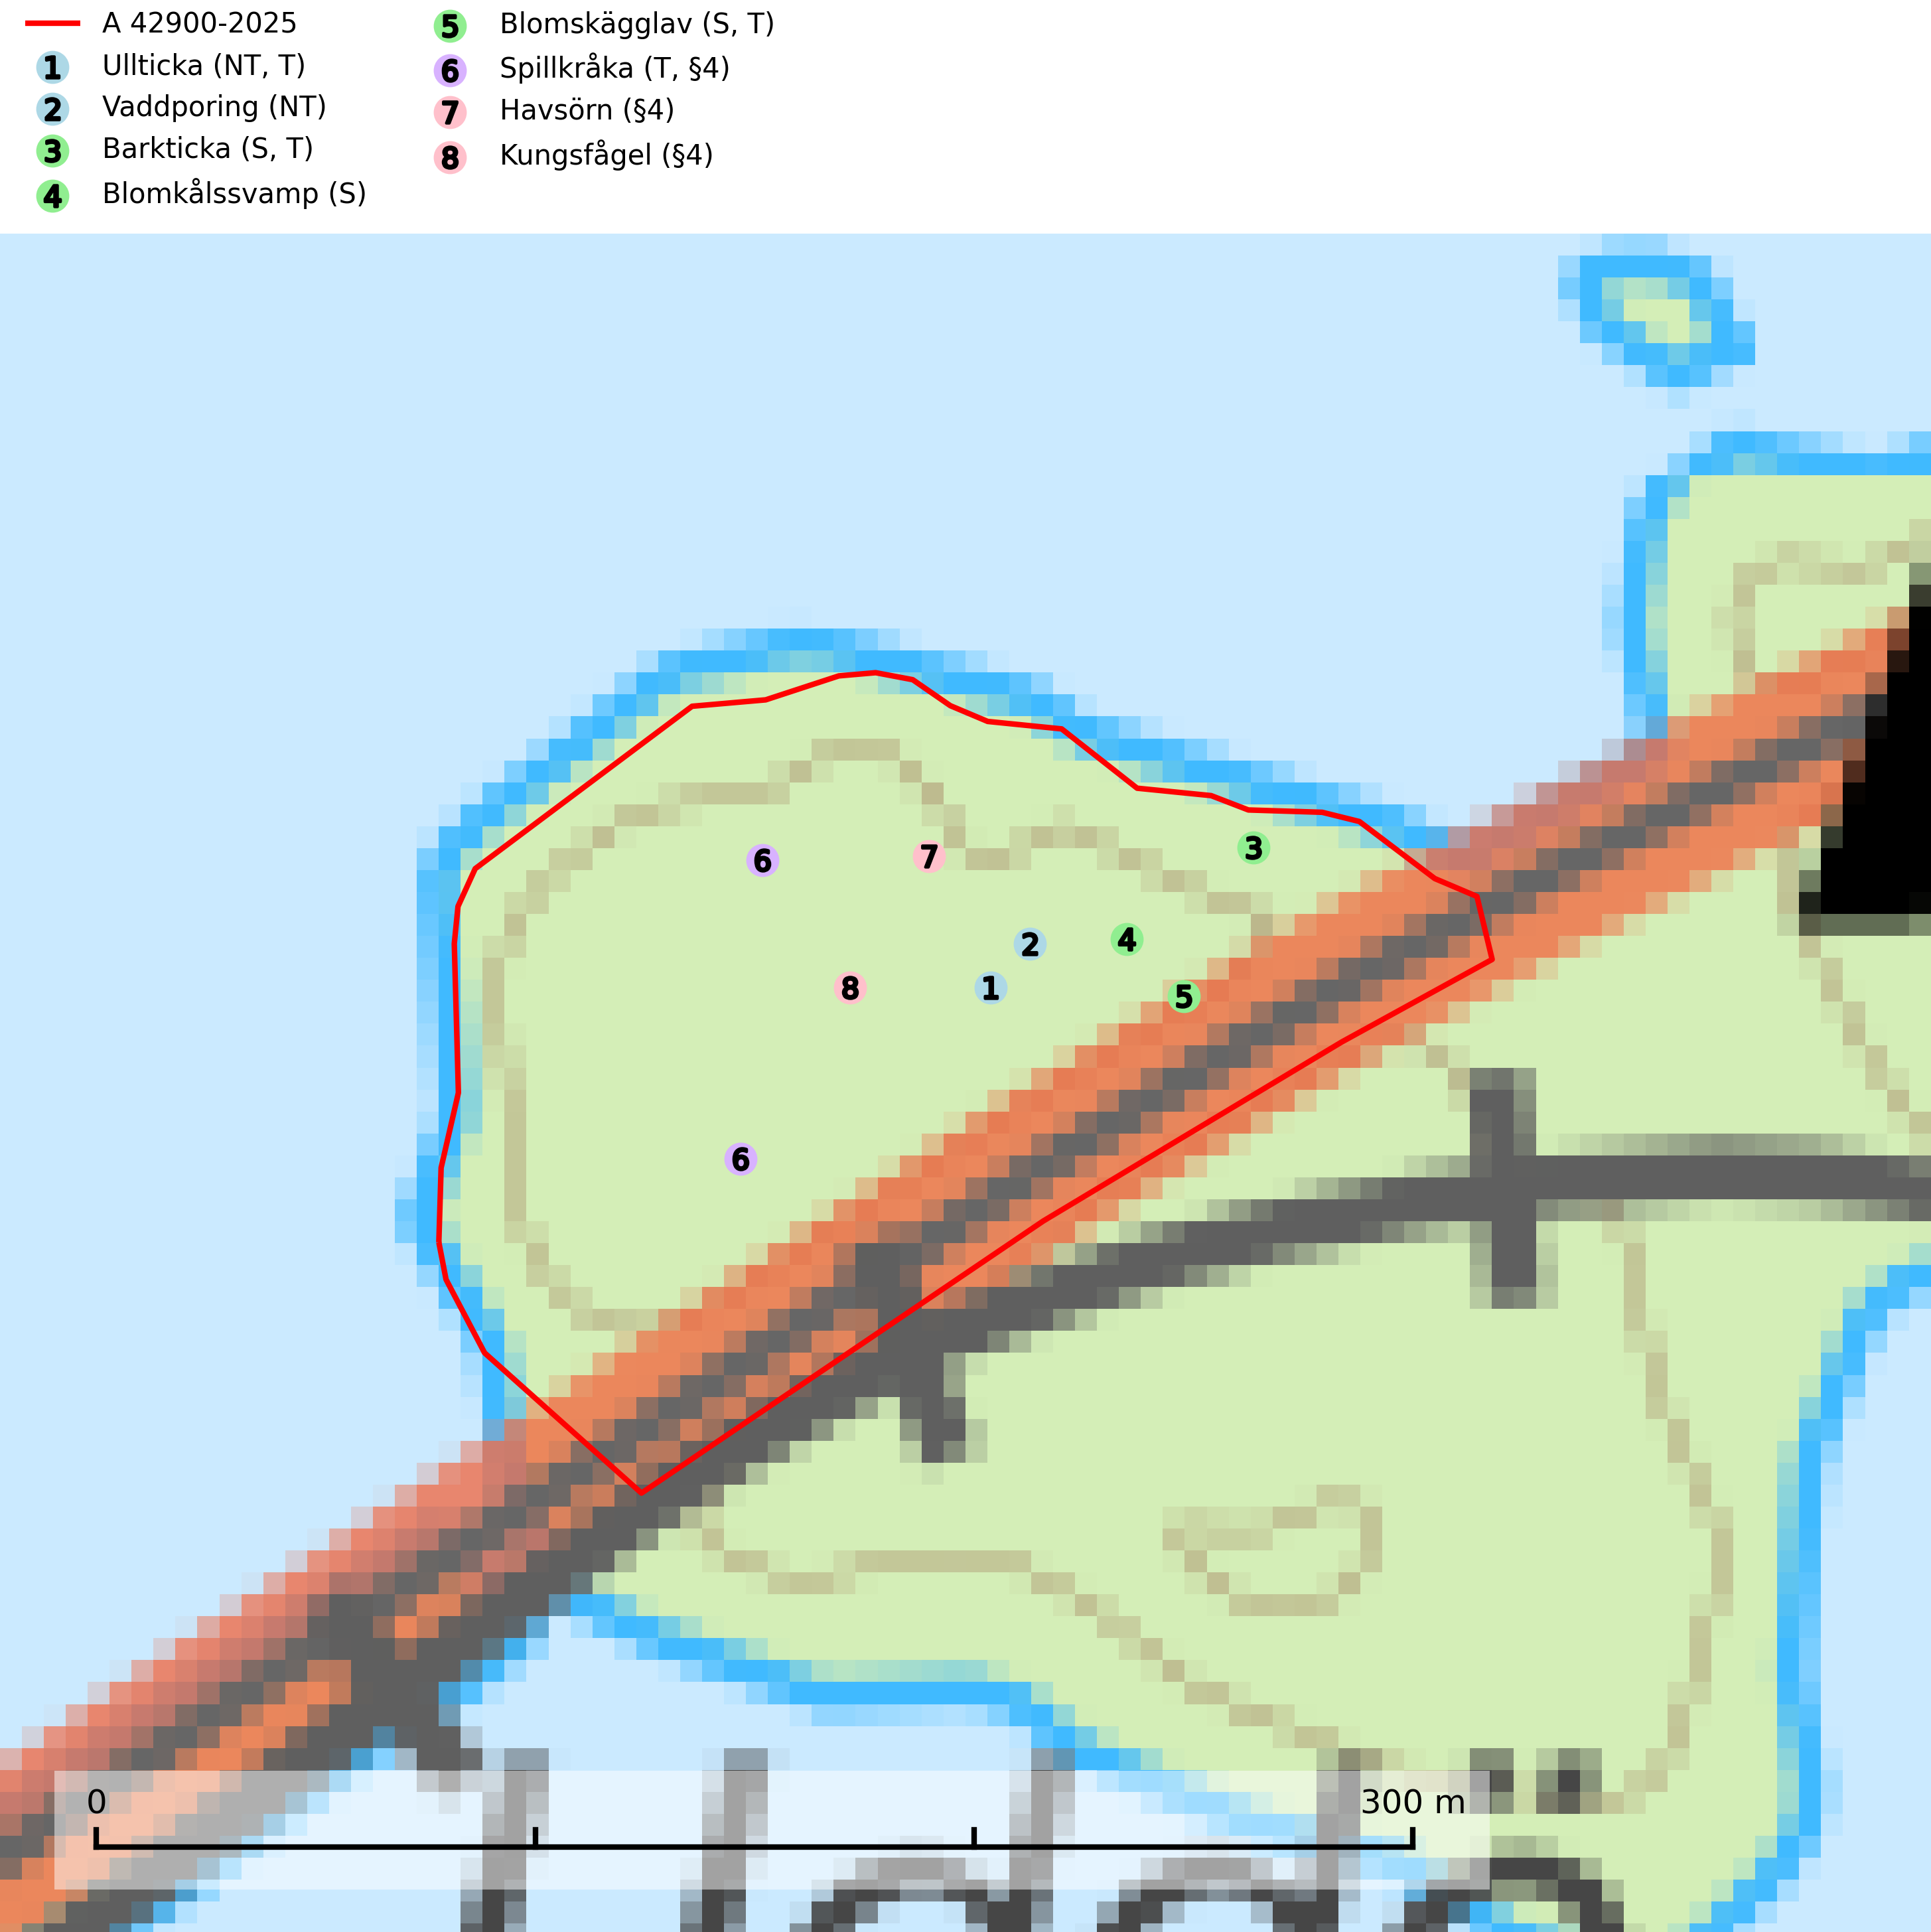 A 42900-2025
1 Ullticka (NT, T)
2 Vaddporing (NT)
3 Barkticka (S, T)
4 Blomkålssvamp (S)
5 Blomskägglav (S, T)
6 Spillkråka (T, §4)
7 Havsörn (§4)
8 Kungsfågel (§4)
6
7
3
2
4
8
1
5
6
0
300 m